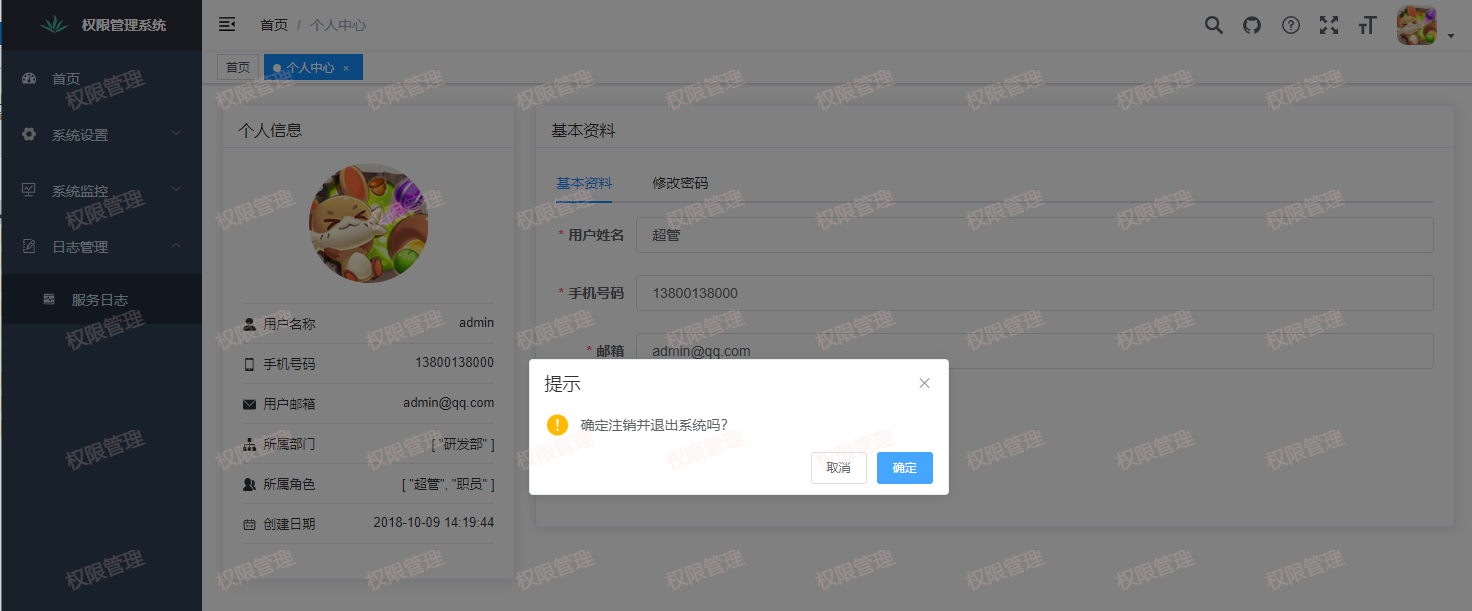 权限管理系统
首页 / 个人中心
首页
个人中心 ×
首页
系统设置
系统监控
日志管理
服务日志
个人信息
用户名称 admin
手机号码 13800138000
用户邮箱 admin@qq.com
所属部门 [ "研发部" ]
所属角色 [ "超管", "职员" ]
创建日期 2018-10-09 14:19:44
基本资料
基本资料 修改密码
* 用户姓名 超管
* 手机号码 13800138000
* 邮箱 admin@qq.com
提示
确定注销并退出系统吗?
取消 确定
权限管理